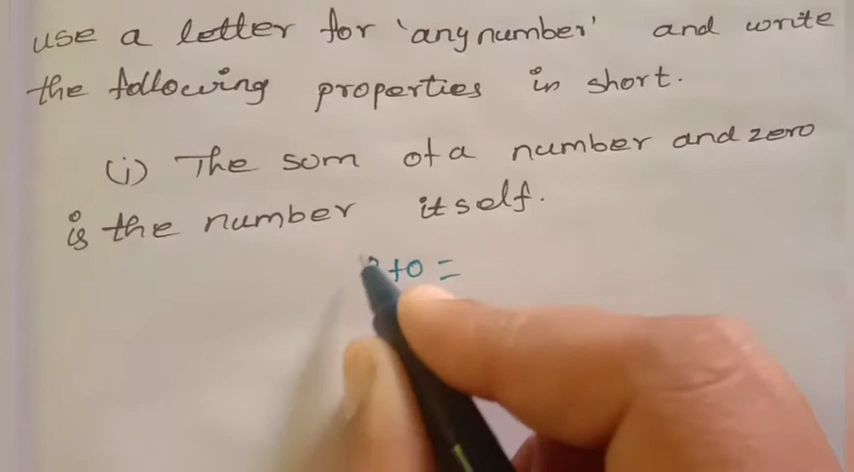 use a letter for 'any number' and write
the following properties in short.
(i) The sum of a number and zero
is the number itself.
+0 =